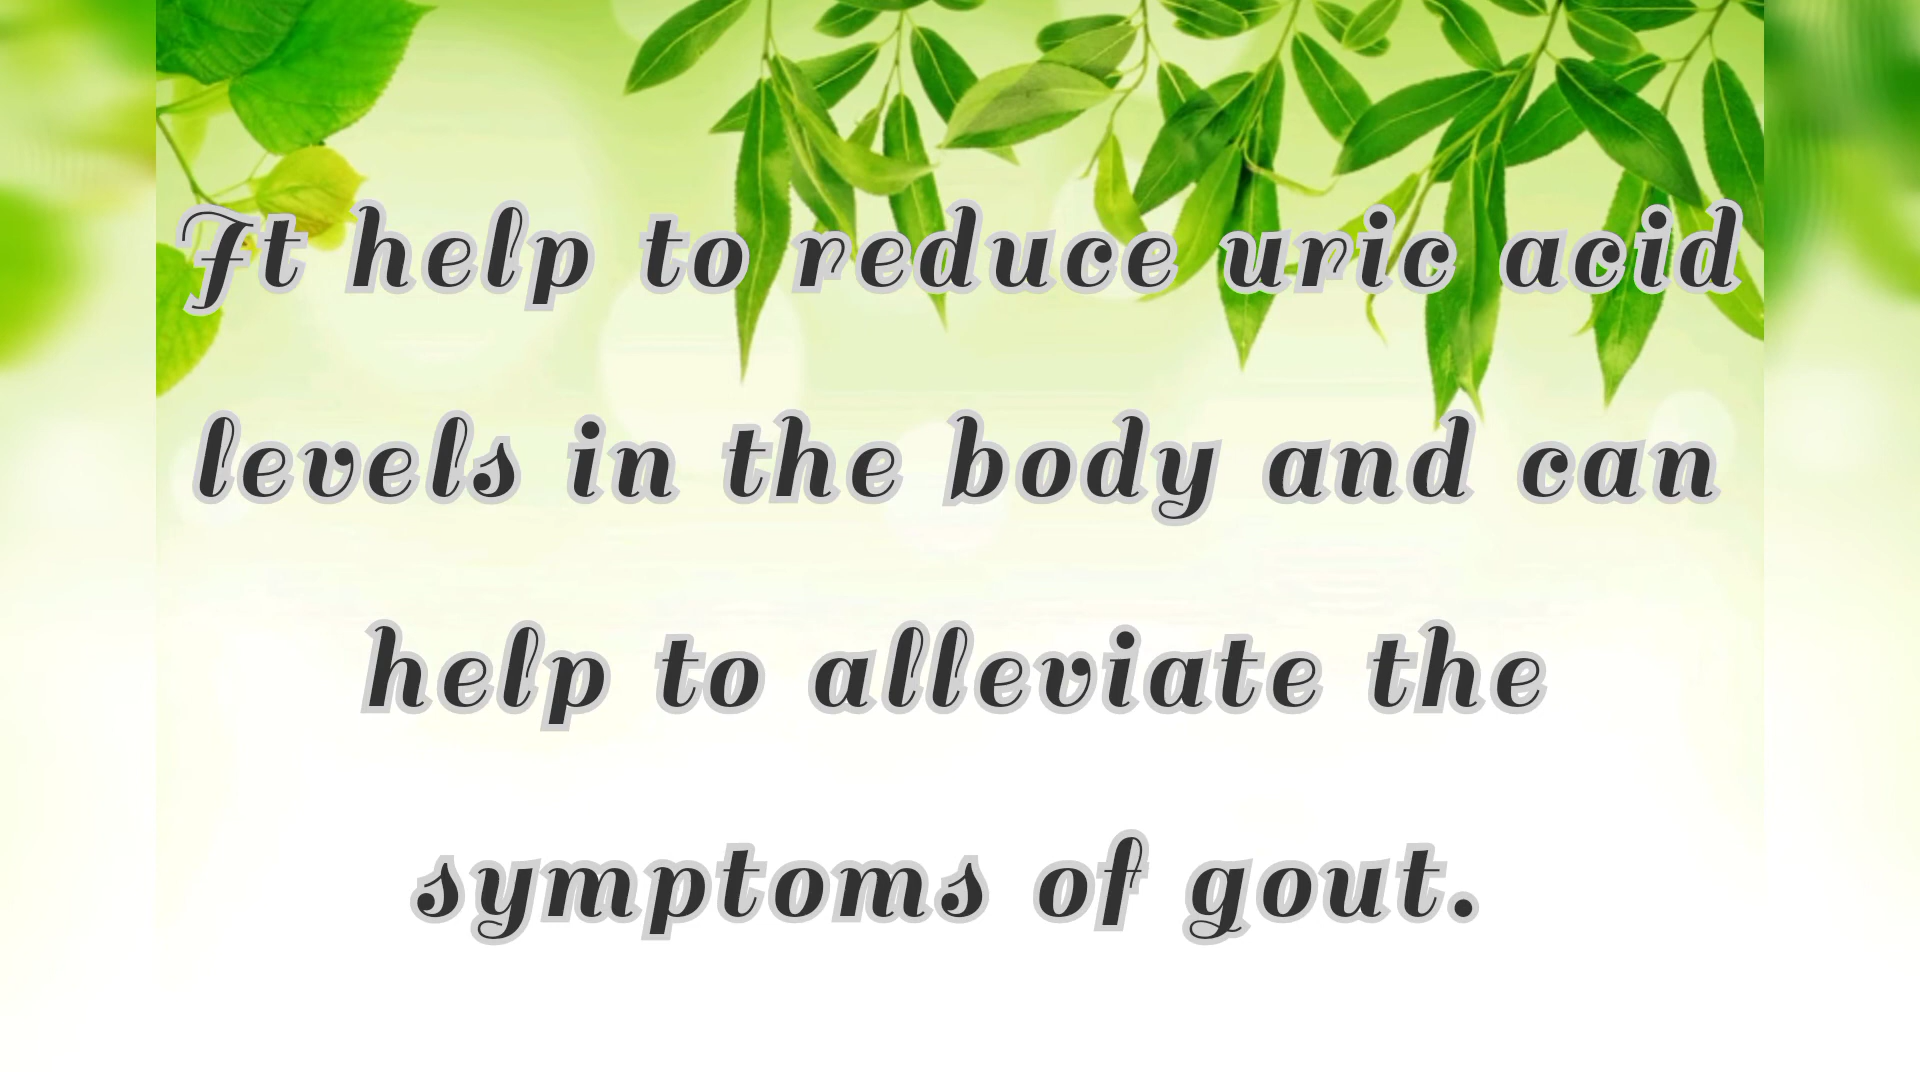 It help to reduce uric acid
levels in the body and can
help to alleviate the
symptoms of gout.